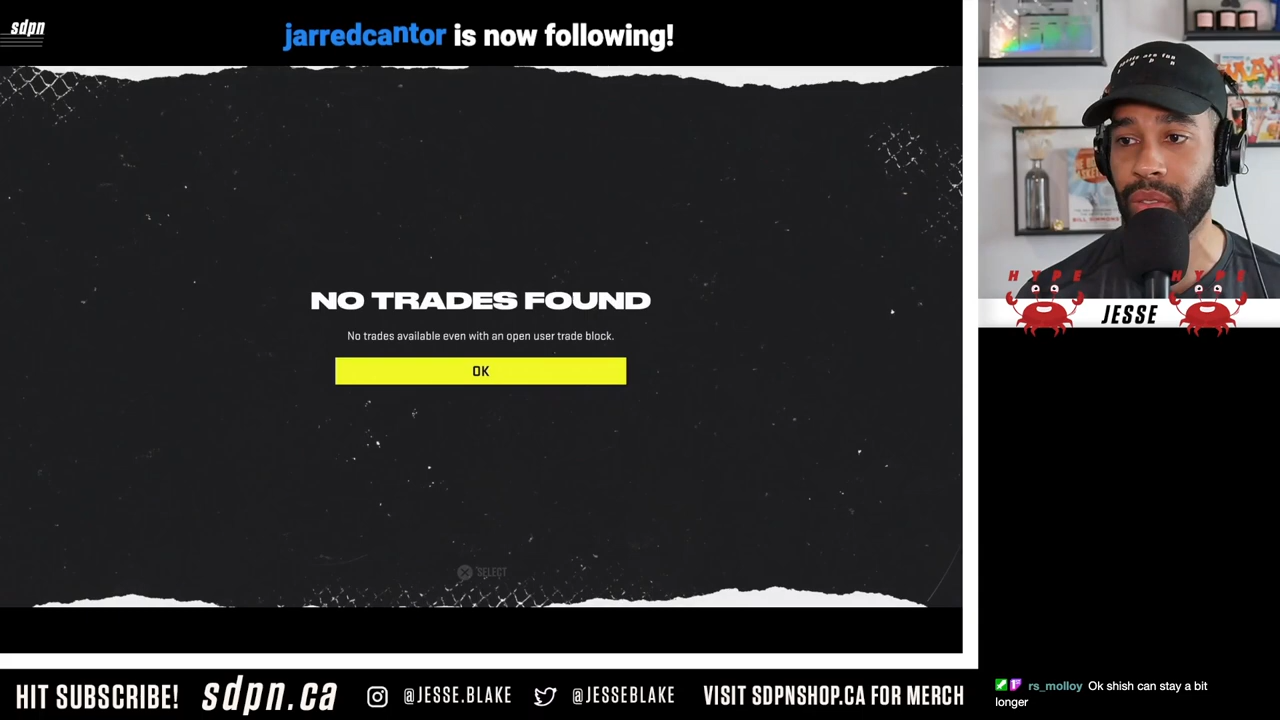 sdpn
jarredcantor is now following!
NO TRADES FOUND
No trades available even with an open user trade block.
OK
SELECT
BILL SIMMONS
HYPE
HYPE
JESSE
rs_molloy Ok shish can stay a bit
longer
HIT SUBSCRIBE! sdpn.ca @JESSE.BLAKE @JESSEBLAKE VISIT SDPNSHOP.CA FOR MERCH